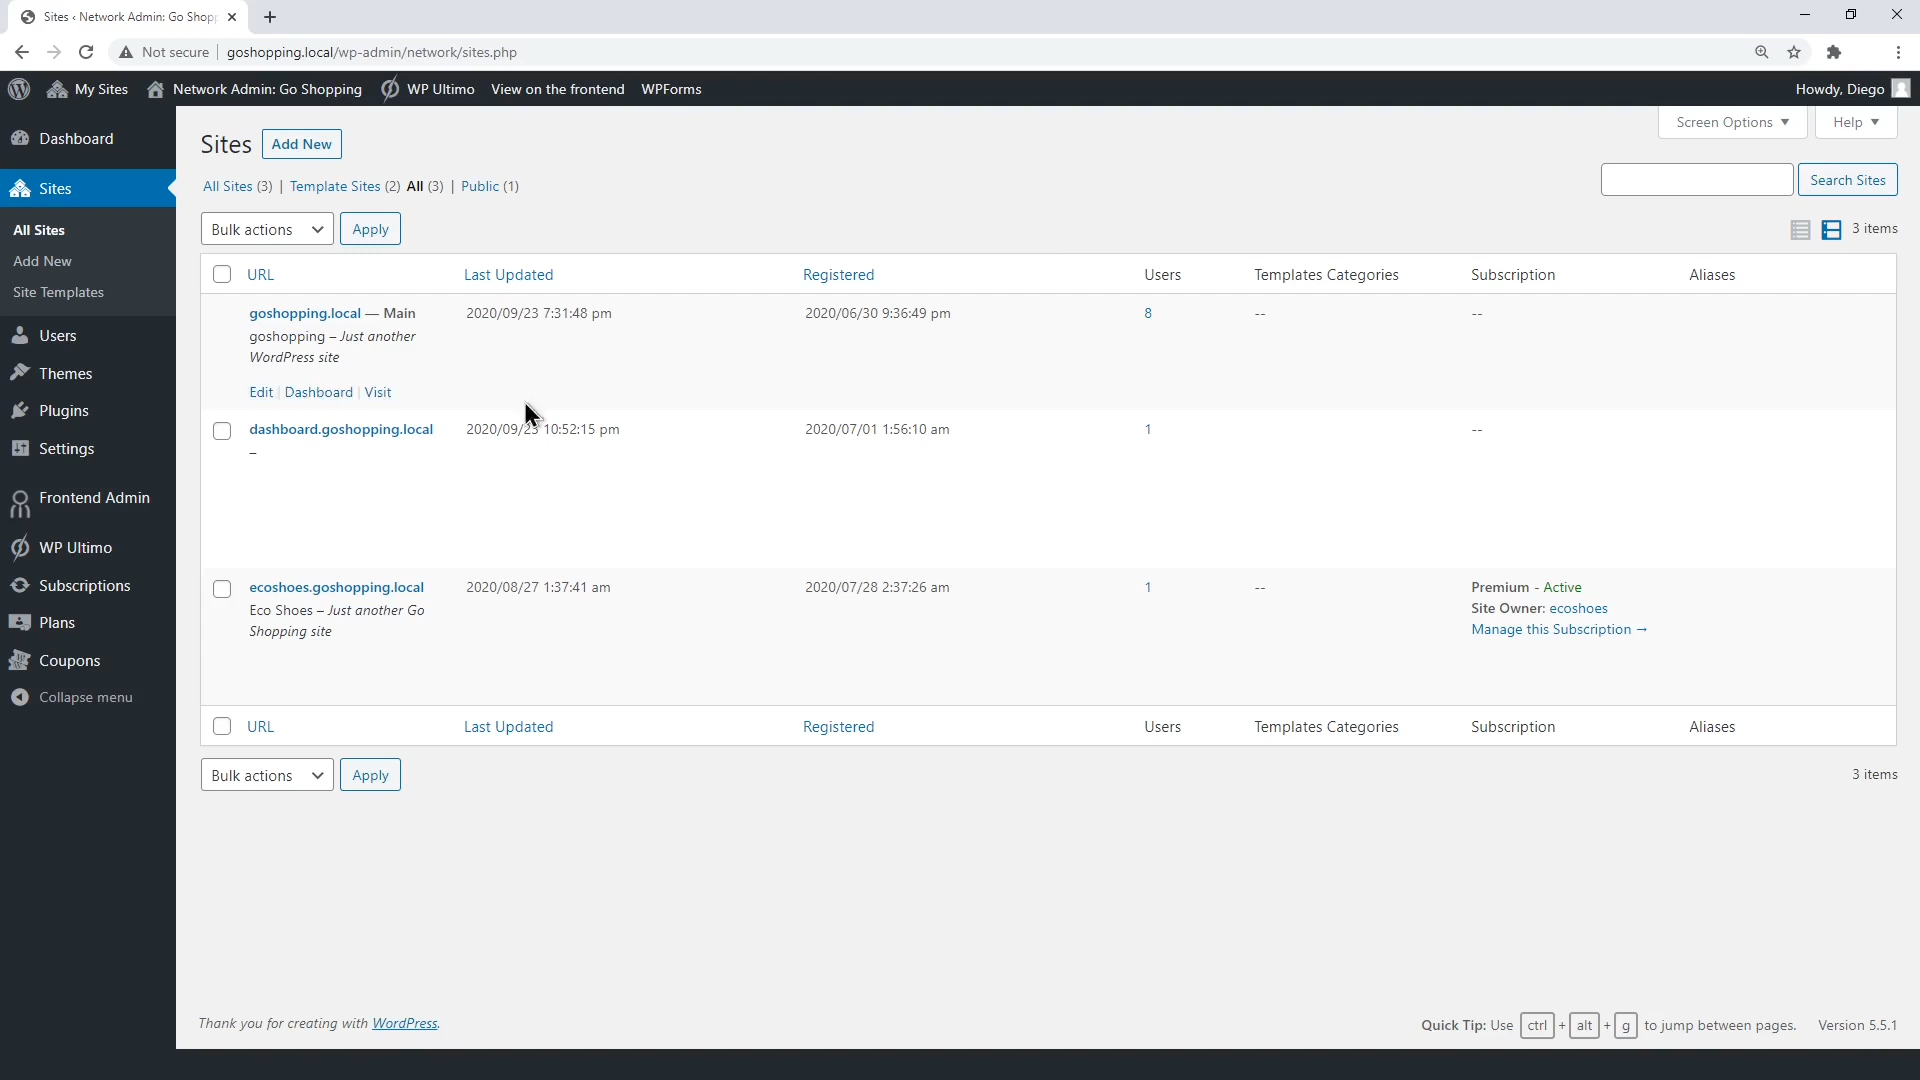 Sites ‹ Network Admin: Go Shopp
Not secure goshopping.local/wp-admin/network/sites.php
My Sites Network Admin: Go Shopping WP Ultimo View on the frontend WPForms Howdy, Diego
Dashboard
Sites
All Sites
Add New
Site Templates
Users
Themes
Plugins
Settings
Frontend Admin
WP Ultimo
Subscriptions
Plans
Coupons
Collapse menu
Screen Options Help
Sites Add New
All Sites (3) | Template Sites (2) All (3) | Public (1)
Search Sites
Bulk actions Apply 3 items
URL Last Updated Registered Users Templates Categories Subscription Aliases
goshopping.local — Main 2020/09/23 7:31:48 pm 2020/06/30 9:36:49 pm 8 -- --
goshopping – Just another
WordPress site
Edit | Dashboard | Visit
dashboard.goshopping.local 2020/09/23 10:52:15 pm 2020/07/01 1:56:10 am 1 --
–
ecoshoes.goshopping.local 2020/08/27 1:37:41 am 2020/07/28 2:37:26 am 1 -- Premium - Active
Eco Shoes – Just another Go Site Owner: ecoshoes
Shopping site Manage this Subscription →
URL Last Updated Registered Users Templates Categories Subscription Aliases
Bulk actions Apply 3 items
Thank you for creating with WordPress. Quick Tip: Use ctrl + alt + g to jump between pages. Version 5.5.1